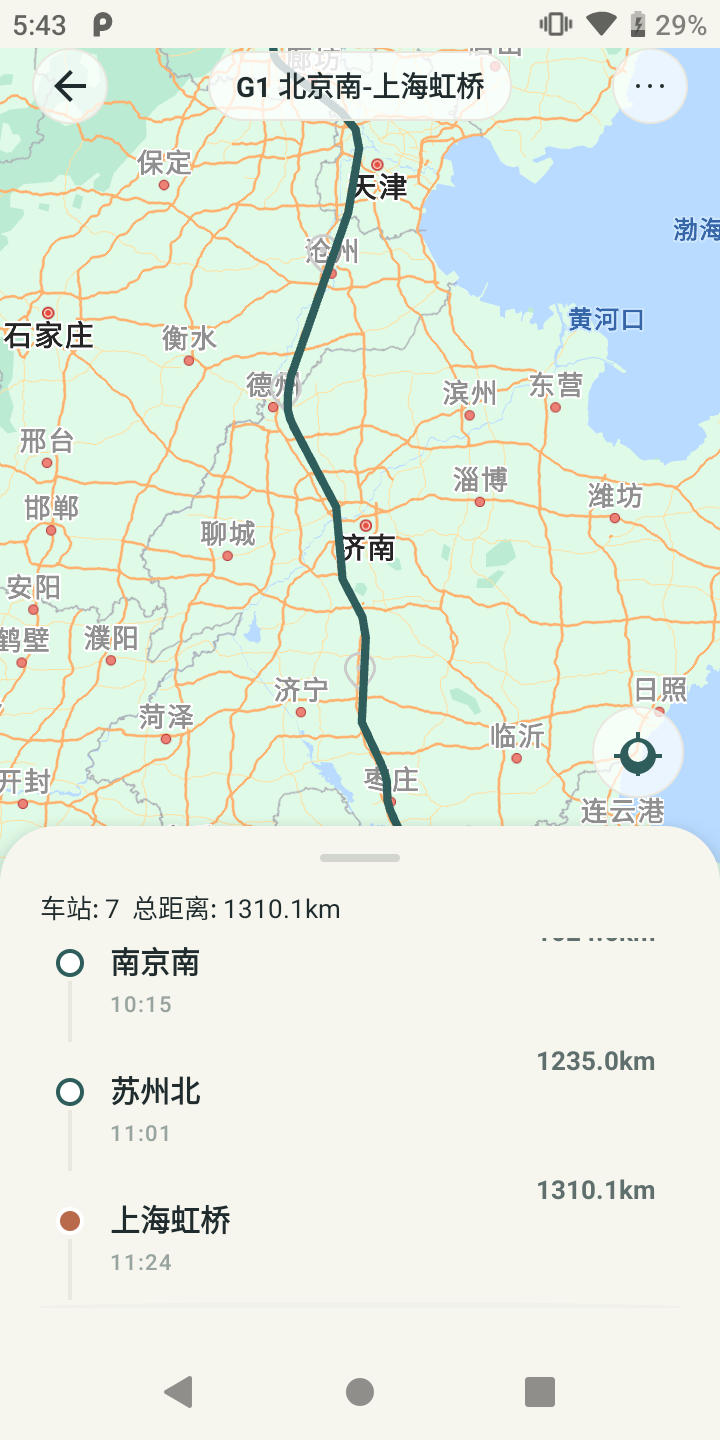 5:43
29%
廊坊
唐山
G1 北京南-上海虹桥
保定
天津
沧州
渤海
黄河口
石家庄
衡水
德州
滨州
东营
邢台
淄博
潍坊
邯郸
聊城
济南
安阳
鹤壁
濮阳
济宁
日照
菏泽
临沂
开封
枣庄
连云港
车站: 7 总距离: 1310.1km
南京南
10:15
1235.0km
苏州北
11:01
1310.1km
上海虹桥
11:24